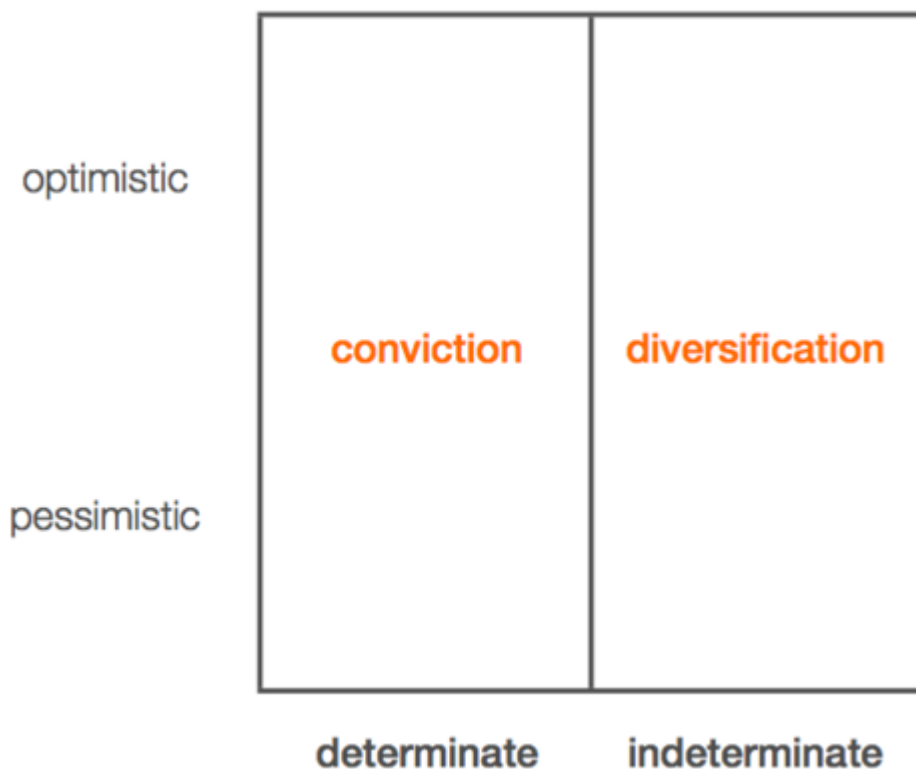 optimistic
conviction diversification
pessimistic
determinate indeterminate